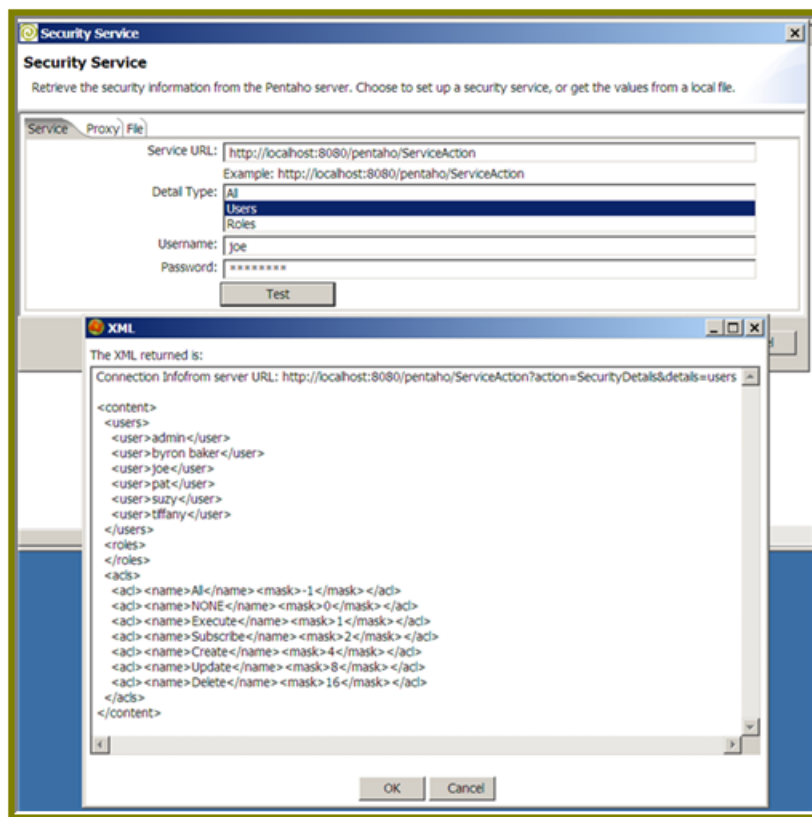 Security Service
Security Service
Retrieve the security information from the Pentaho server. Choose to set up a security service, or get the values from a local file.
Service Proxy File
Service URL: http://localhost:8080/pentaho/ServiceAction
Example: http://localhost:8080/pentaho/ServiceAction
Detail Type: All
Users
Roles
Username: joe
Password: ********
Test
XML
The XML returned is:
Connection Infofrom server URL: http://localhost:8080/pentaho/ServiceAction?action=SecurityDetails&details=users
<content>
<users>
<user>admin</user>
<user>byron baker</user>
<user>joe</user>
<user>pat</user>
<user>suzy</user>
<user>tiffany</user>
</users>
<roles>
</roles>
<acls>
<acl><name>All</name><mask>-1</mask></acl>
<acl><name>NONE</name><mask>0</mask></acl>
<acl><name>Execute</name><mask>1</mask></acl>
<acl><name>Subscribe</name><mask>2</mask></acl>
<acl><name>Create</name><mask>4</mask></acl>
<acl><name>Update</name><mask>8</mask></acl>
<acl><name>Delete</name><mask>16</mask></acl>
</acls>
</content>
OK Cancel